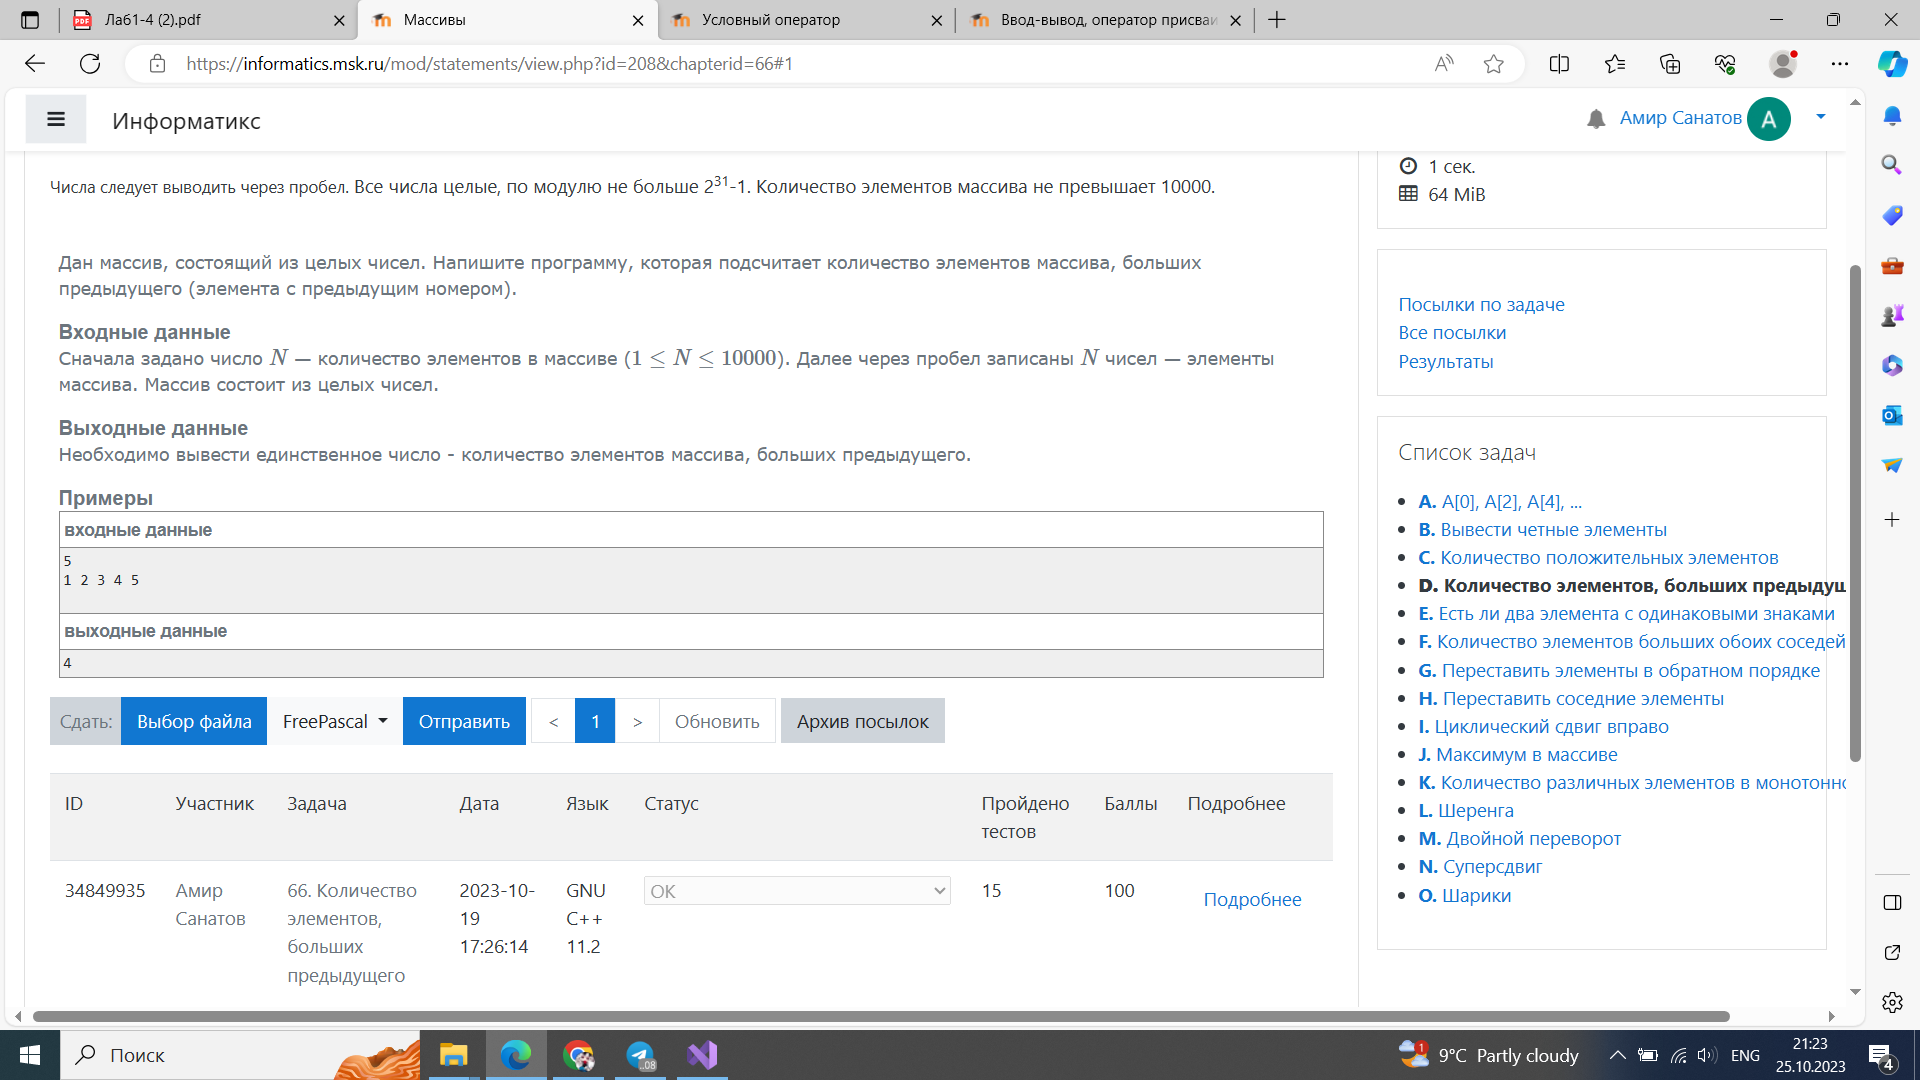 Лаб1-4 (2).pdf
Массивы
Условный оператор
Ввод-вывод, оператор присваи
https://informatics.msk.ru/mod/statements/view.php?id=208&chapterid=66#1
Информатикс
Амир Санатов
A
Числа следует выводить через пробел. Все числа целые, по модулю не больше 2^31-1. Количество элементов массива не превышает 10000.
Дан массив, состоящий из целых чисел. Напишите программу, которая подсчитает количество элементов массива, больших
предыдущего (элемента с предыдущим номером).
Входные данные
Сначала задано число N — количество элементов в массиве (1 ≤ N ≤ 10000). Далее через пробел записаны N чисел — элементы
массива. Массив состоит из целых чисел.
Выходные данные
Необходимо вывести единственное число - количество элементов массива, больших предыдущего.
Примеры
входные данные
5
1 2 3 4 5
выходные данные
4
Сдать: Выбор файла FreePascal Отправить < 1 > Обновить Архив посылок
ID Участник Задача Дата Язык Статус Пройдено тестов Баллы Подробнее
34849935 Амир Санатов 66. Количество элементов, больших предыдущего 2023-10-19 17:26:14 GNU C++ 11.2 OK 15 100 Подробнее
1 сек.
64 MiB
Посылки по задаче
Все посылки
Результаты
Список задач
A. A[0], A[2], A[4], ...
B. Вывести четные элементы
C. Количество положительных элементов
D. Количество элементов, больших предыдущ
E. Есть ли два элемента с одинаковыми знаками
F. Количество элементов больших обоих соседей
G. Переставить элементы в обратном порядке
H. Переставить соседние элементы
I. Циклический сдвиг вправо
J. Максимум в массиве
K. Количество различных элементов в монотонно
L. Шеренга
M. Двойной переворот
N. Суперсдвиг
O. Шарики
Поиск
.08
1
9°C Partly cloudy
ENG
21:23
25.10.2023
4